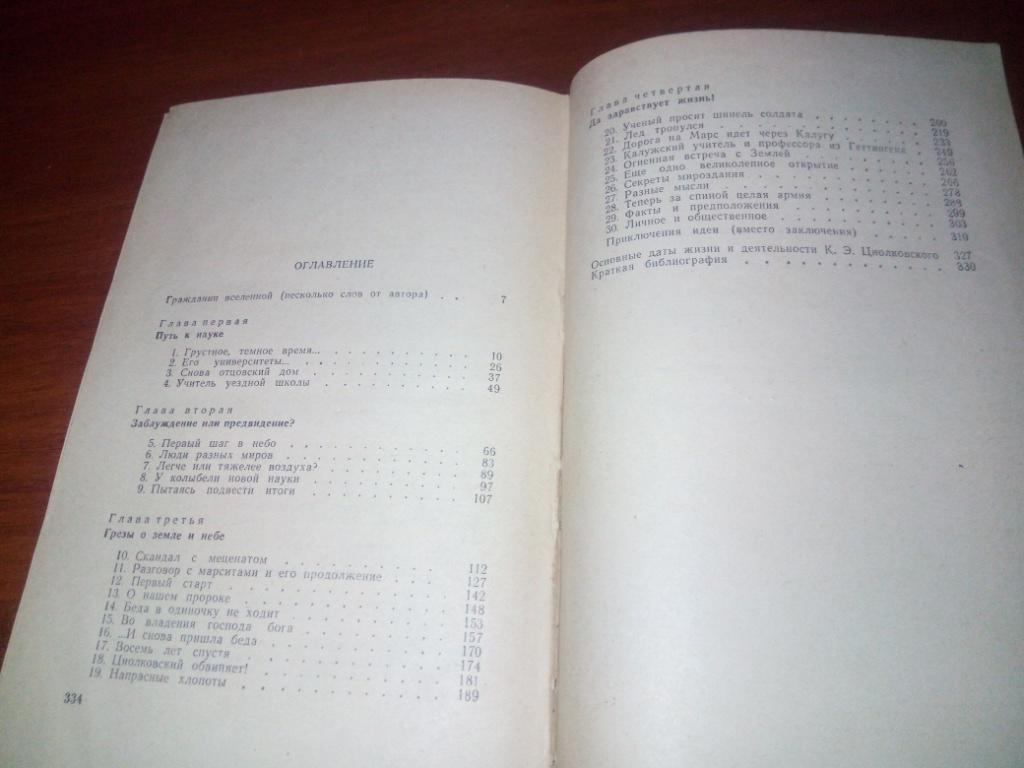 ОГЛАВЛЕНИЕ
Гражданин вселенной (несколько слов от автора) . . 7
Глава первая
Путь к науке
1. Грустное, темное время... . . . . . . . . . 10
2. Его университеты... . . . . . . . . . . 26
3. Снова отцовский дом . . . . . . . . . . 37
4. Учитель уездной школы . . . . . . . . . 49
Глава вторая
Заблуждение или предвидение?
5. Первый шаг в небо . . . . . . . . . . 66
6. Люди разных миров . . . . . . . . . . 83
7. Легче или тяжелее воздуха? . . . . . . . . 89
8. У колыбели новой науки . . . . . . . . . 97
9. Пытаясь подвести итоги . . . . . . . . . 107
Глава третья
Грезы о земле и небе
10. Скандал с меценатом . . . . . . . . . 112
11. Разговор с марситами и его продолжение . . . 127
12. Первый старт . . . . . . . . . . . 142
13. О нашем пророке . . . . . . . . . . 148
14. Беда в одиночку не ходит . . . . . . . . 153
15. Во владения господа бога . . . . . . . . 157
16. ...И снова пришла беда . . . . . . . . . 170
17. Восемь лет спустя . . . . . . . . . . 174
18. Циолковский обвиняет! . . . . . . . . . 181
19. Напрасные хлопоты . . . . . . . . . . 189
334
Глава четвертая
Да здравствует жизнь!
20. Ученый просит шинель солдата . . . . . . . 200
21. Лед тронулся . . . . . . . . . . . 219
22. Дорога на Марс идет через Калугу . . . . . 233
23. Калужский учитель и профессора из Геттингена . 249
24. Огненная встреча с Землей . . . . . . . . 256
25. Еще одно великолепное открытие . . . . . . 262
26. Секреты мироздания . . . . . . . . . . 266
27. Разные мысли . . . . . . . . . . . 278
28. Теперь за спиной целая армия . . . . . . . 288
29. Факты и предположения . . . . . . . . . 299
30. Личное и общественное . . . . . . . . . 303
Приключения идеи (вместо заключения) . . . . . 310
Основные даты жизни и деятельности К. Э. Циолковского 327
Краткая библиография . . . . . . . . . . . 330